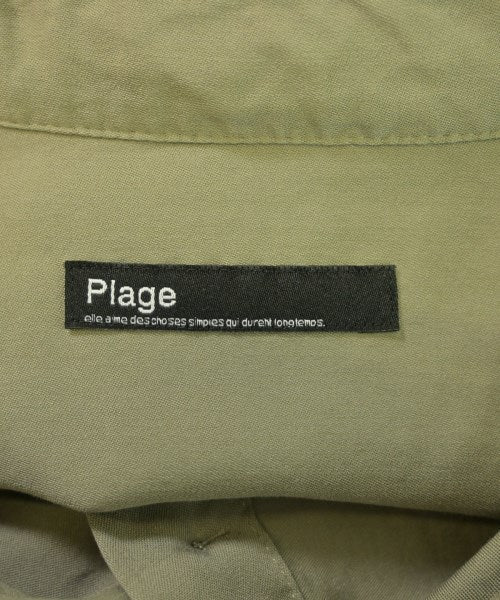 Plage
elle aime des choses simples qui durent longtemps.